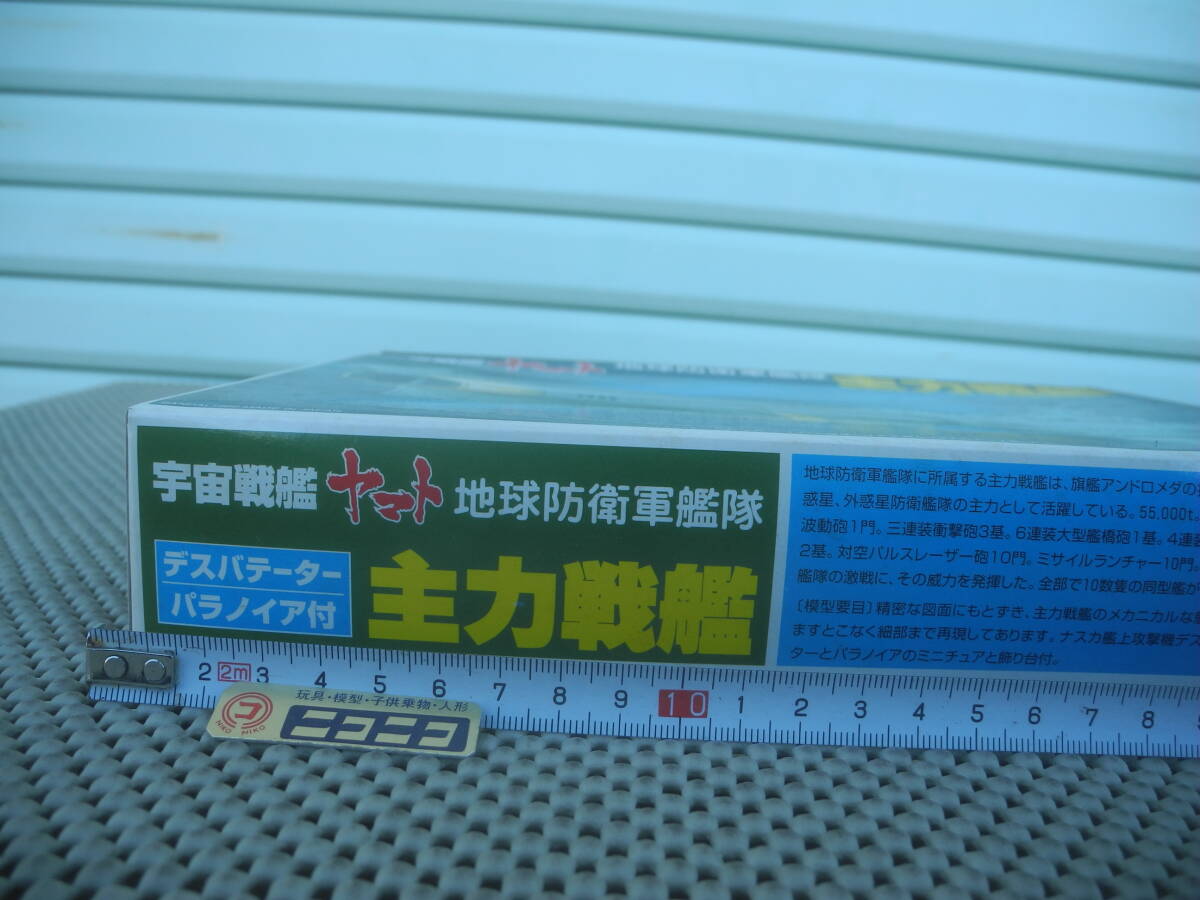 宇宙戦艦 ヤマト 地球防衛軍艦隊
デスバテーター
パラノイア付
主力戦艦
地球防衛軍艦隊に所属する主力戦艦は、旗艦アンドロメダの
惑星、外惑星防衛艦隊の主力として活躍している。55,000t.
波動砲1門。三連装衝撃砲3基。6連装大型艦橋砲1基。4連装
2基。対空パルスレーザー砲10門。ミサイルランチャー10門。
艦隊の激戦に、その威力を発揮した。全部で10数隻の同型艦が
〔模型要目〕精密な図面にもとずき、主力戦艦のメカニカルな
ますとこなく細部まで再現してあります。ナスカ艦上攻撃機デス
ターとパラノイアのミニチュアと飾り台付。
2 2m 3 4 5 6 7 8 9 10 1 2 3 4 5 6 7 8
玩具・模型・子供乗物・人形
コ ニコニコ
NIKO NIKO